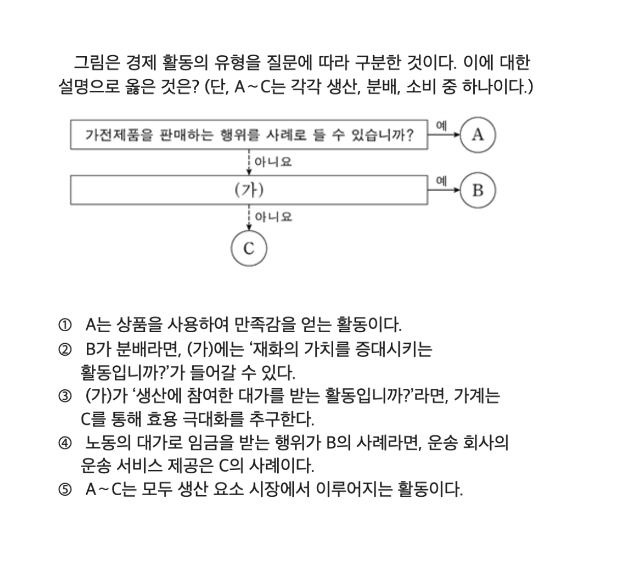 그림은 경제 활동의 유형을 질문에 따라 구분한 것이다. 이에 대한
설명으로 옳은 것은? (단, A~C는 각각 생산, 분배, 소비 중 하나이다.)
가전제품을 판매하는 행위를 사례로 들 수 있습니까?
예
A
아니요
(가)
예
B
아니요
C
① A는 상품을 사용하여 만족감을 얻는 활동이다.
② B가 분배라면, (가)에는 ‘재화의 가치를 증대시키는
활동입니까?’가 들어갈 수 있다.
③ (가)가 ‘생산에 참여한 대가를 받는 활동입니까?’라면, 가계는
C를 통해 효용 극대화를 추구한다.
④ 노동의 대가로 임금을 받는 행위가 B의 사례라면, 운송 회사의
운송 서비스 제공은 C의 사례이다.
⑤ A~C는 모두 생산 요소 시장에서 이루어지는 활동이다.